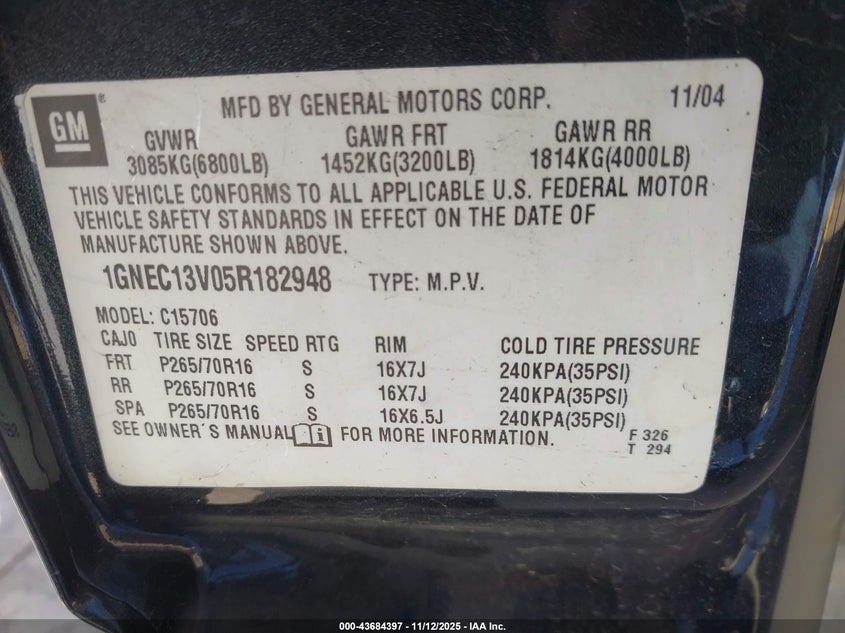 GM ®
MFD BY GENERAL MOTORS CORP. 11/04
GVWR GAWR FRT GAWR RR
3085KG(6800LB) 1452KG(3200LB) 1814KG(4000LB)
THIS VEHICLE CONFORMS TO ALL APPLICABLE U.S. FEDERAL MOTOR
VEHICLE SAFETY STANDARDS IN EFFECT ON THE DATE OF
MANUFACTURE SHOWN ABOVE.
1GNEC13V05R182948 TYPE: M.P.V.
MODEL: C15706
CAJ0 TIRE SIZE SPEED RTG RIM COLD TIRE PRESSURE
FRT P265/70R16 S 16X7J 240KPA(35PSI)
RR P265/70R16 S 16X7J 240KPA(35PSI)
SPA P265/70R16 S 16X6.5J 240KPA(35PSI)
SEE OWNER'S MANUAL FOR MORE INFORMATION.
F 326
T 294
000-43684397 - 11/12/2025 - IAA Inc.